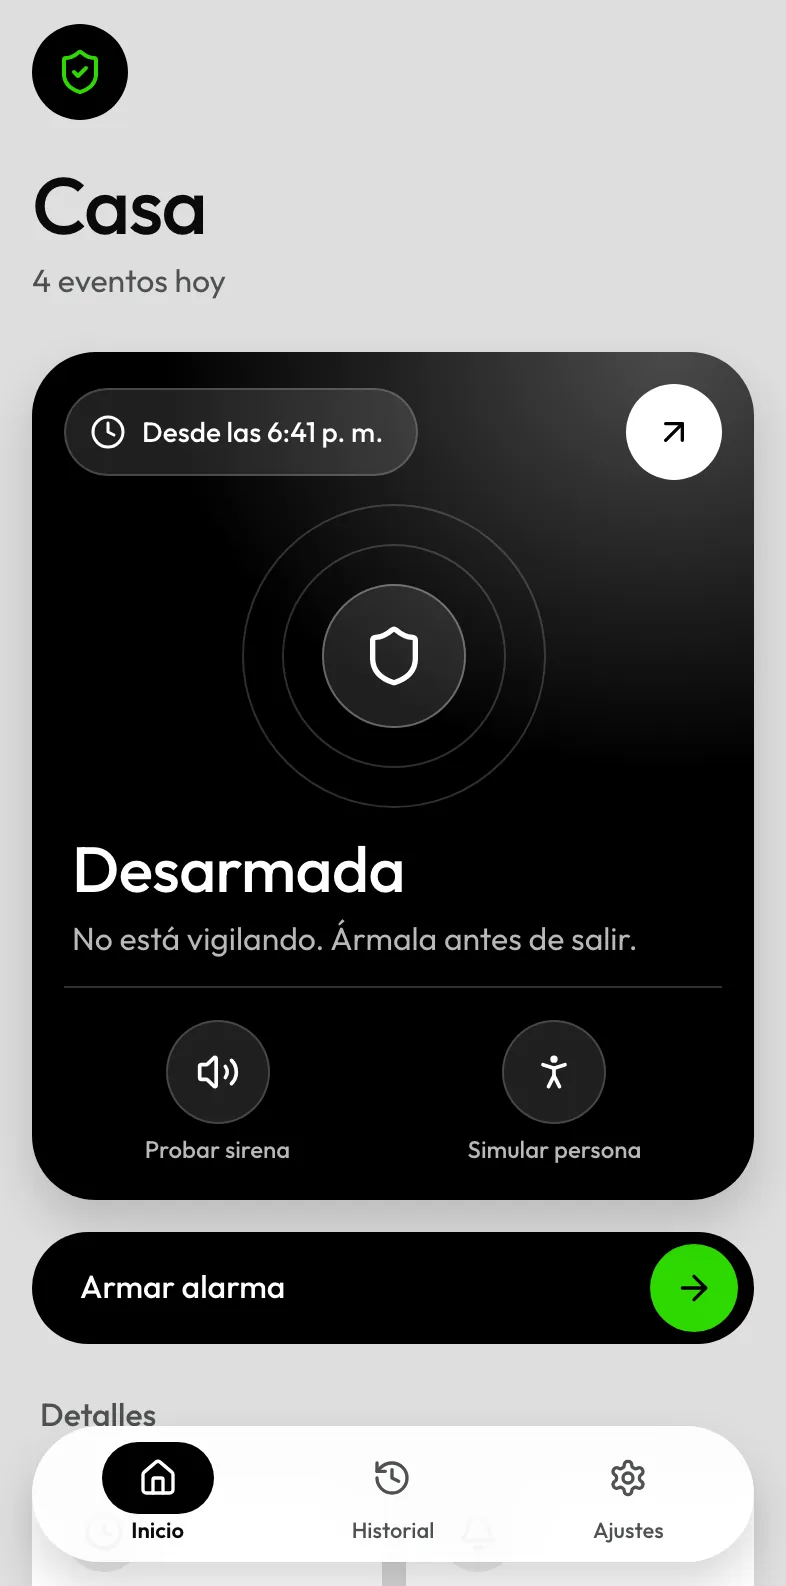 Casa
4 eventos hoy
Desde las 6:41 p. m.
Desarmada
No está vigilando. Ármala antes de salir.
Probar sirena
Simular persona
Armar alarma
Detalles
Inicio
Historial
Ajustes